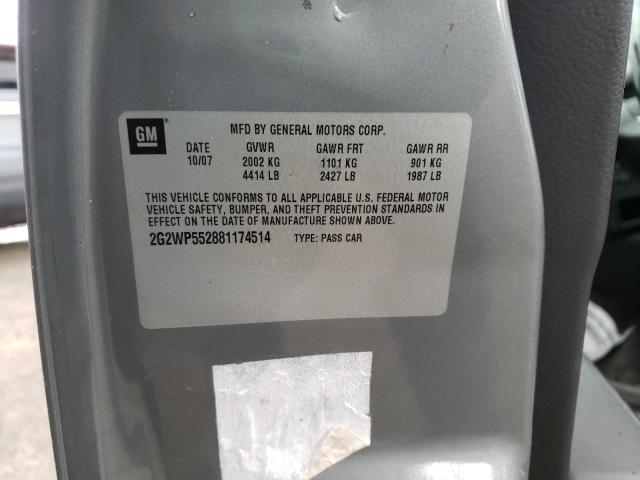 GM
MFD BY GENERAL MOTORS CORP.
DATE GVWR GAWR FRT GAWR RR
10/07 2002 KG 1101 KG 901 KG
4414 LB 2427 LB 1987 LB
THIS VEHICLE CONFORMS TO ALL APPLICABLE U.S. FEDERAL MOTOR
VEHICLE SAFETY, BUMPER, AND THEFT PREVENTION STANDARDS IN
EFFECT ON THE DATE OF MANUFACTURE SHOWN ABOVE.
2G2WP552881174514 TYPE: PASS CAR